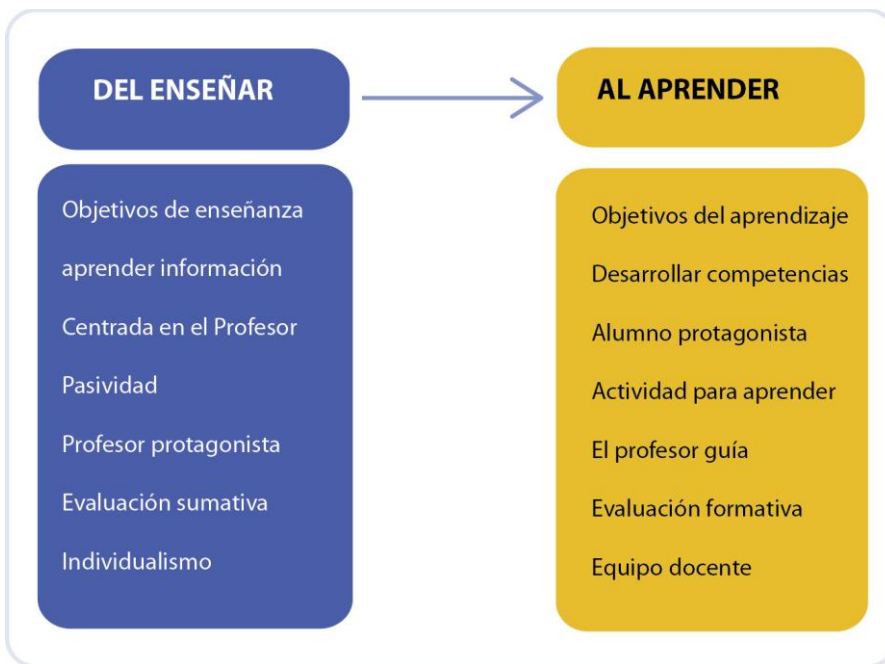 DEL ENSEÑAR
Objetivos de enseñanza
aprender información
Centrada en el Profesor
Pasividad
Profesor protagonista
Evaluación sumativa
Individualismo
AL APRENDER
Objetivos del aprendizaje
Desarrollar competencias
Alumno protagonista
Actividad para aprender
El profesor guía
Evaluación formativa
Equipo docente